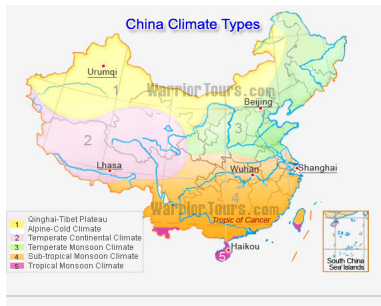 China Climate Types
Urumqi
WarriorTours.com
1
Beijing
3
2
Lhasa
Wuhan
Shanghai
4
WarriorTours.com
Tropic of Cancer
Haikou
5
South China
Sea Islands
1 Qinghai-Tibet Plateau
Alpine-Cold Climate
2 Temperate Continental Climate
3 Temperate Monsoon Climate
4 Sub-tropical Monsoon Climate
5 Tropical Monsoon Climate